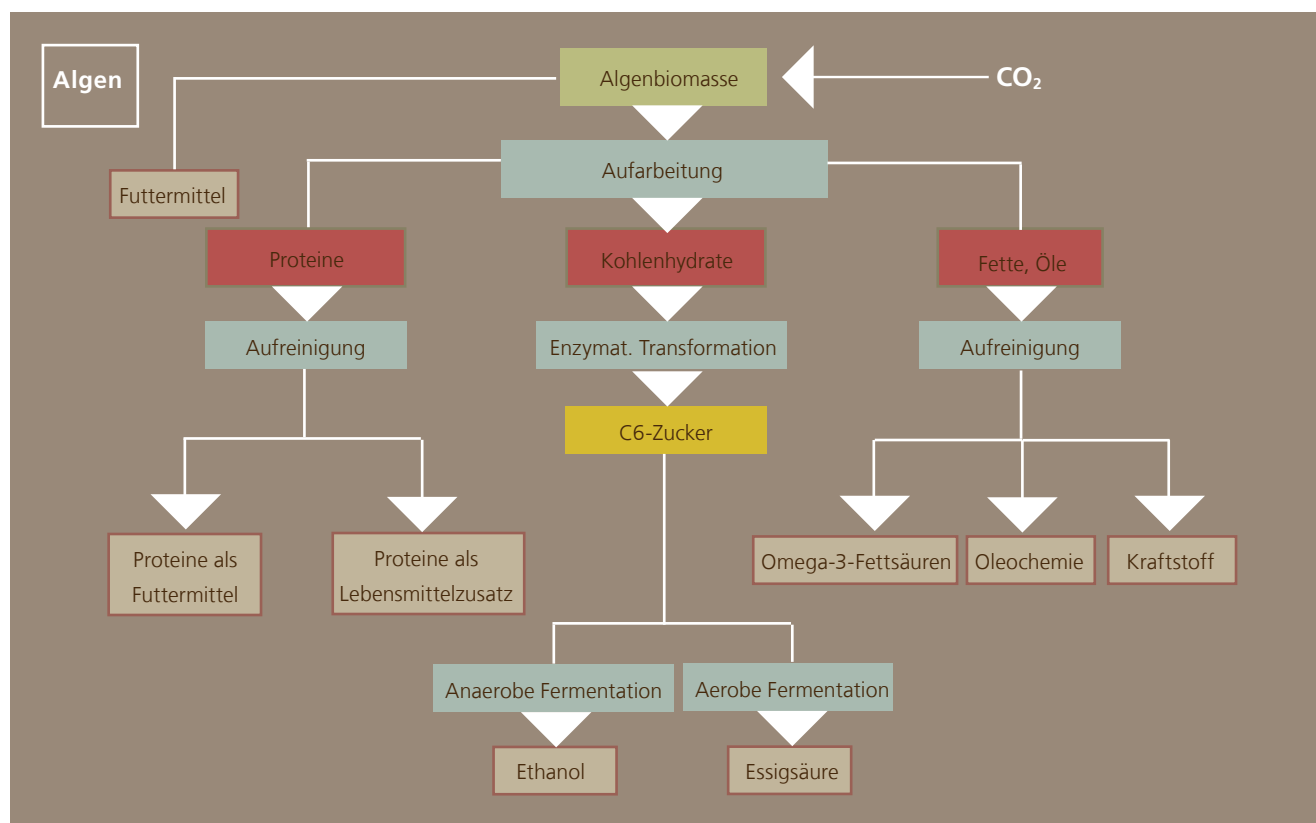 Algen
Algenbiomasse
CO₂
Aufarbeitung
Futtermittel
Proteine
Kohlenhydrate
Fette, Öle
Aufreinigung
Enzymat. Transformation
Aufreinigung
C6-Zucker
Proteine als
Futtermittel
Proteine als
Lebensmittelzusatz
Omega-3-Fettsäuren
Oleochemie
Kraftstoff
Anaerobe Fermentation
Aerobe Fermentation
Ethanol
Essigsäure